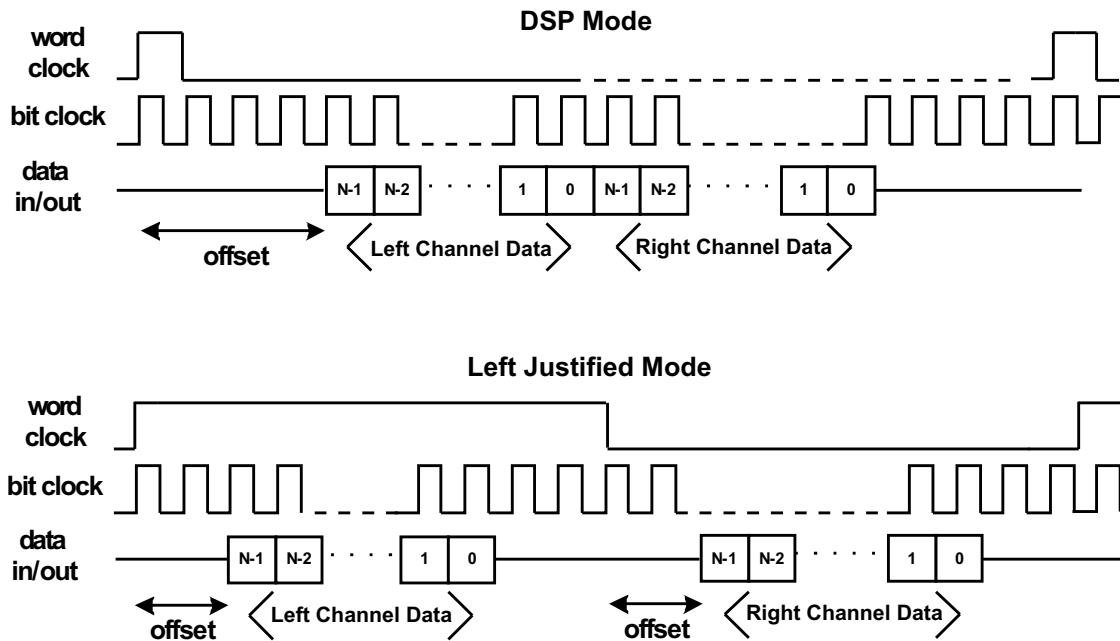 DSP Mode
word
clock
bit clock
data
in/out
N-1 N-2 1 0 N-1 N-2 1 0
offset
Left Channel Data
Right Channel Data
Left Justified Mode
word
clock
bit clock
data
in/out
N-1 N-2 1 0 N-1 N-2 1 0
offset
Left Channel Data
offset
Right Channel Data